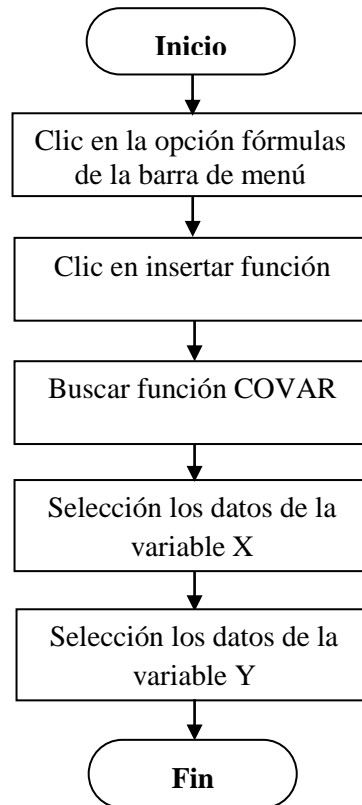 Inicio
Clic en la opción fórmulas
de la barra de menú
Clic en insertar función
Buscar función COVAR
Selección los datos de la
variable X
Selección los datos de la
variable Y
Fin